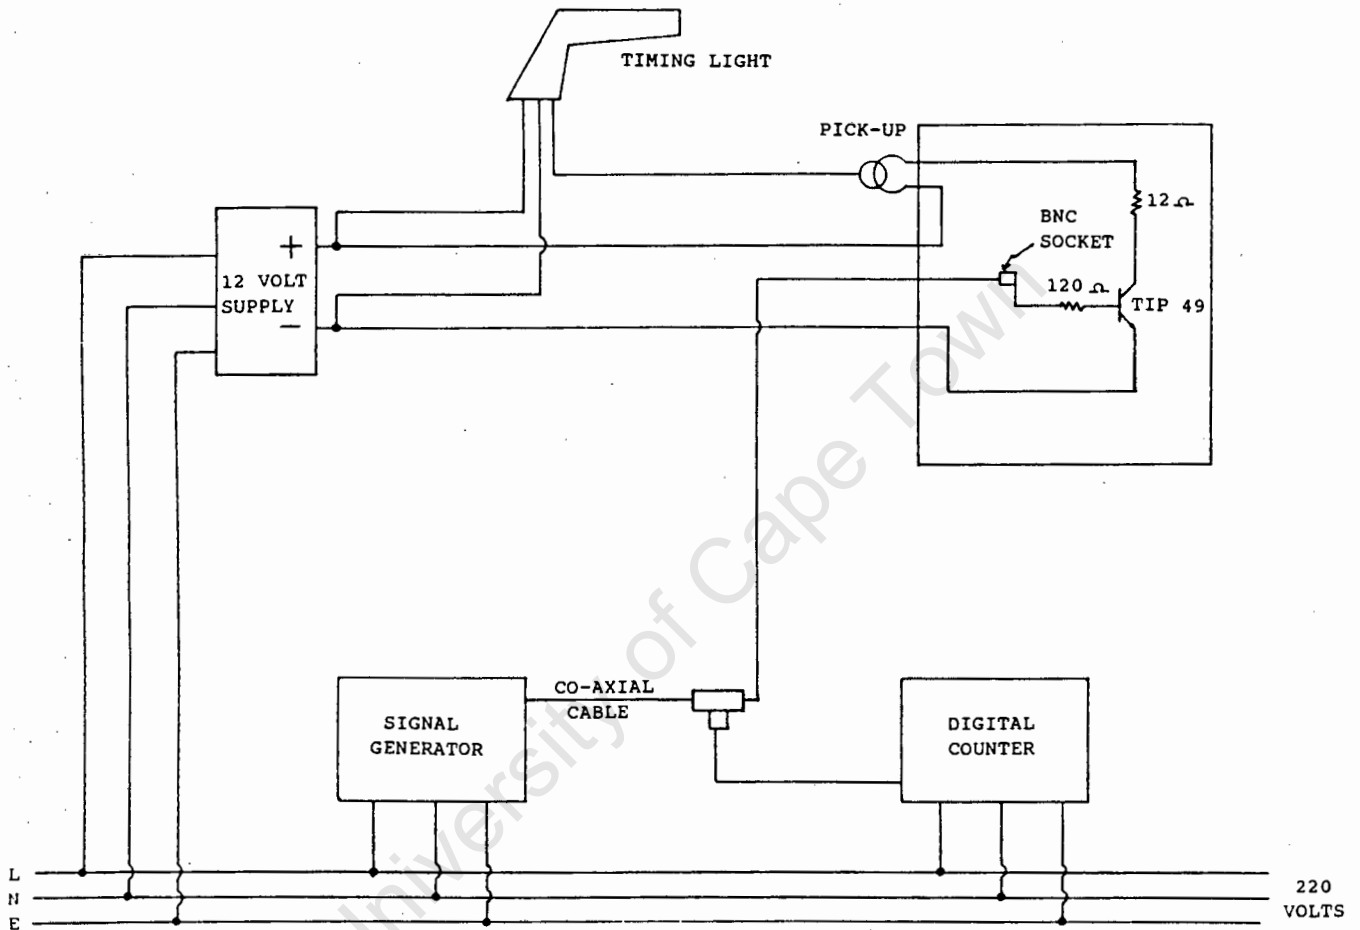 TIMING LIGHT
PICK-UP
12 Ω
BNC
SOCKET
120 Ω
TIP 49
+
12 VOLT
SUPPLY
−
CO-AXIAL
CABLE
SIGNAL
GENERATOR
DIGITAL
COUNTER
L
N
E
220
VOLTS
University of Cape Town